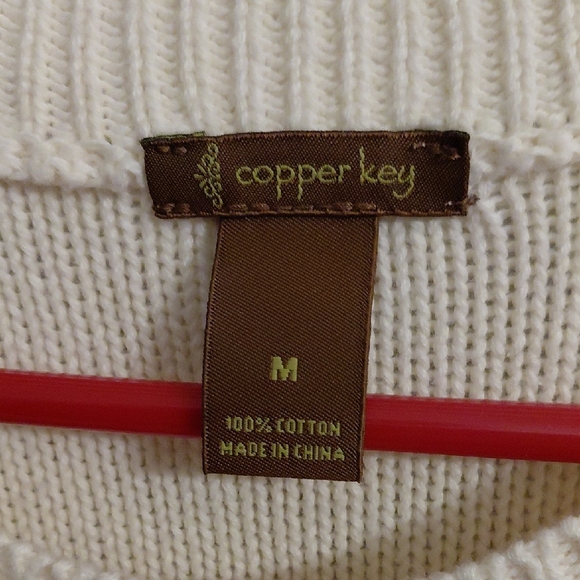 copper key
M
100% COTTON
MADE IN CHINA